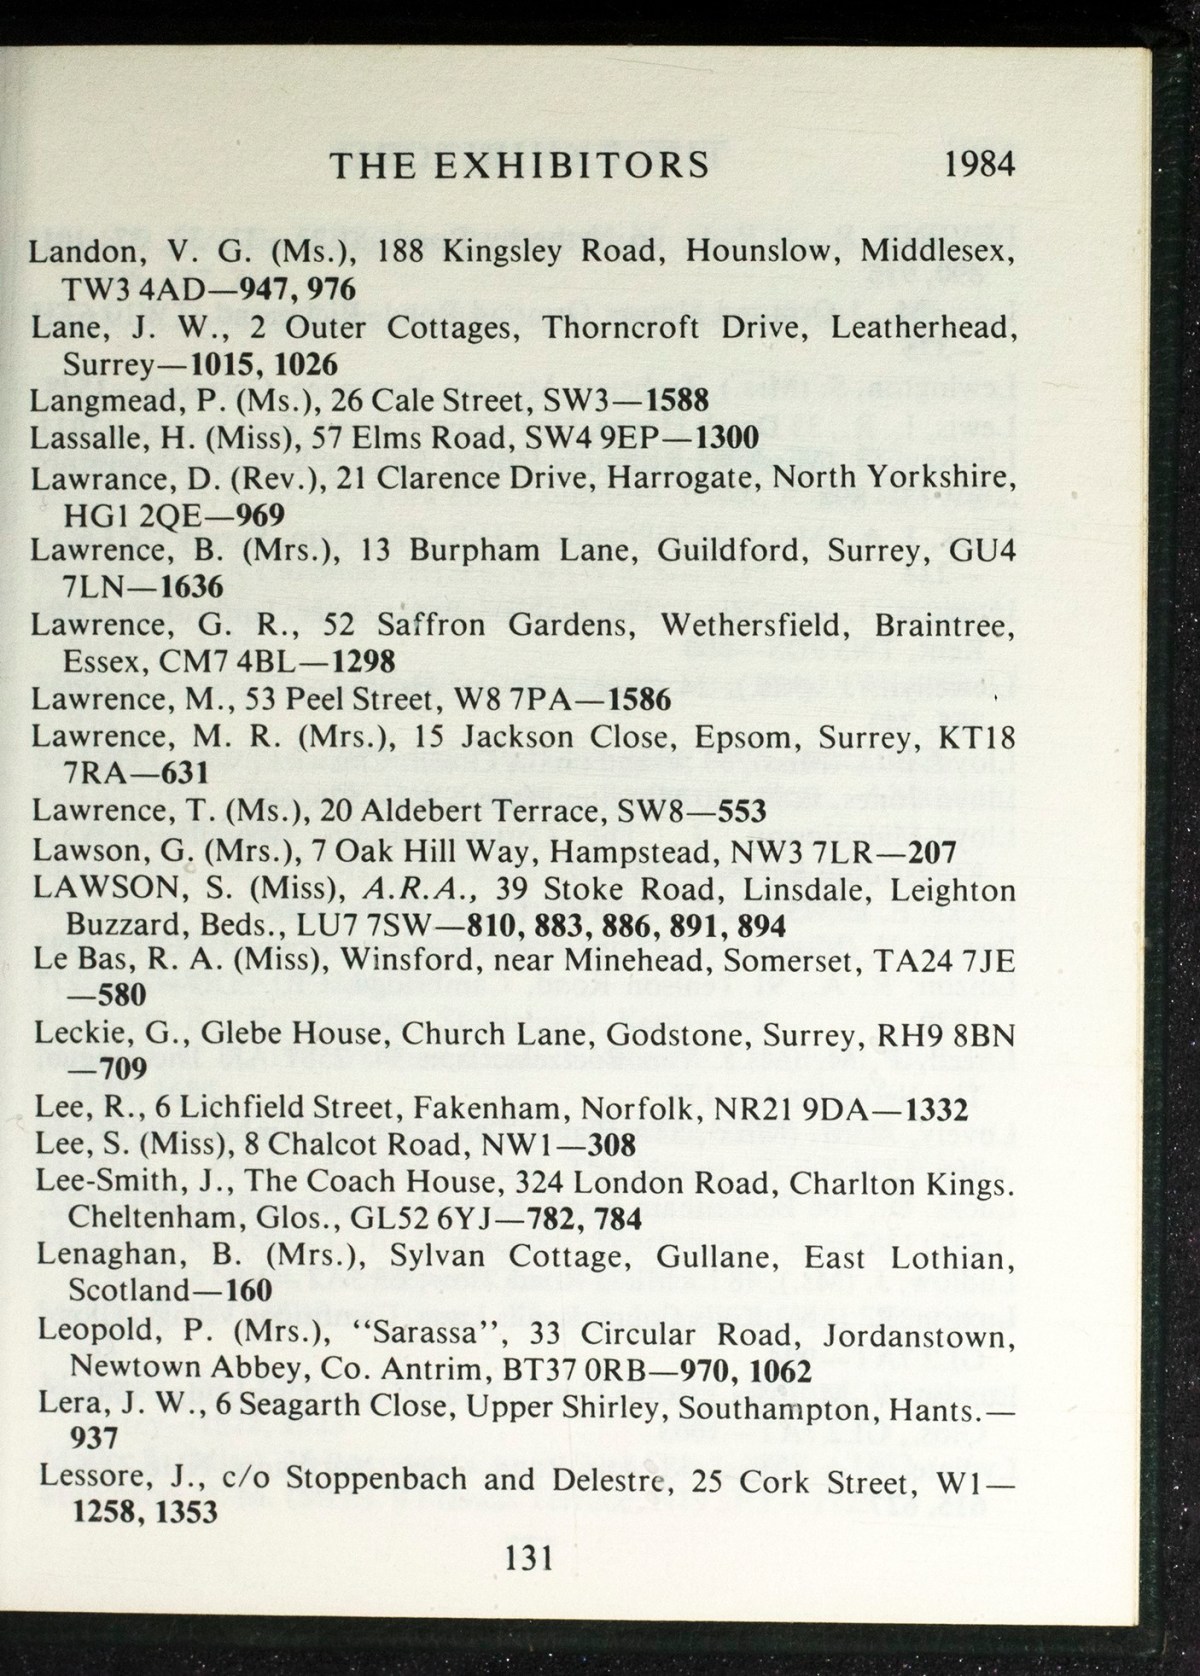 THE EXHIBITORS 1984
Landon, V. G. (Ms.), 188 Kingsley Road, Hounslow, Middlesex,
TW3 4AD—947, 976
Lane, J. W., 2 Outer Cottages, Thorncroft Drive, Leatherhead,
Surrey—1015, 1026
Langmead, P. (Ms.), 26 Cale Street, SW3—1588
Lassalle, H. (Miss), 57 Elms Road, SW4 9EP—1300
Lawrance, D. (Rev.), 21 Clarence Drive, Harrogate, North Yorkshire,
HG1 2QE—969
Lawrence, B. (Mrs.), 13 Burpham Lane, Guildford, Surrey, GU4
7LN—1636
Lawrence, G. R., 52 Saffron Gardens, Wethersfield, Braintree,
Essex, CM7 4BL—1298
Lawrence, M., 53 Peel Street, W8 7PA—1586
Lawrence, M. R. (Mrs.), 15 Jackson Close, Epsom, Surrey, KT18
7RA—631
Lawrence, T. (Ms.), 20 Aldebert Terrace, SW8—553
Lawson, G. (Mrs.), 7 Oak Hill Way, Hampstead, NW3 7LR—207
LAWSON, S. (Miss), A.R.A., 39 Stoke Road, Linsdale, Leighton
Buzzard, Beds., LU7 7SW—810, 883, 886, 891, 894
Le Bas, R. A. (Miss), Winsford, near Minehead, Somerset, TA24 7JE
—580
Leckie, G., Glebe House, Church Lane, Godstone, Surrey, RH9 8BN
—709
Lee, R., 6 Lichfield Street, Fakenham, Norfolk, NR21 9DA—1332
Lee, S. (Miss), 8 Chalcot Road, NW1—308
Lee-Smith, J., The Coach House, 324 London Road, Charlton Kings.
Cheltenham, Glos., GL52 6YJ—782, 784
Lenaghan, B. (Mrs.), Sylvan Cottage, Gullane, East Lothian,
Scotland—160
Leopold, P. (Mrs.), “Sarassa”, 33 Circular Road, Jordanstown,
Newtown Abbey, Co. Antrim, BT37 0RB—970, 1062
Lera, J. W., 6 Seagarth Close, Upper Shirley, Southampton, Hants.—
937
Lessore, J., c/o Stoppenbach and Delestre, 25 Cork Street, W1—
1258, 1353
131